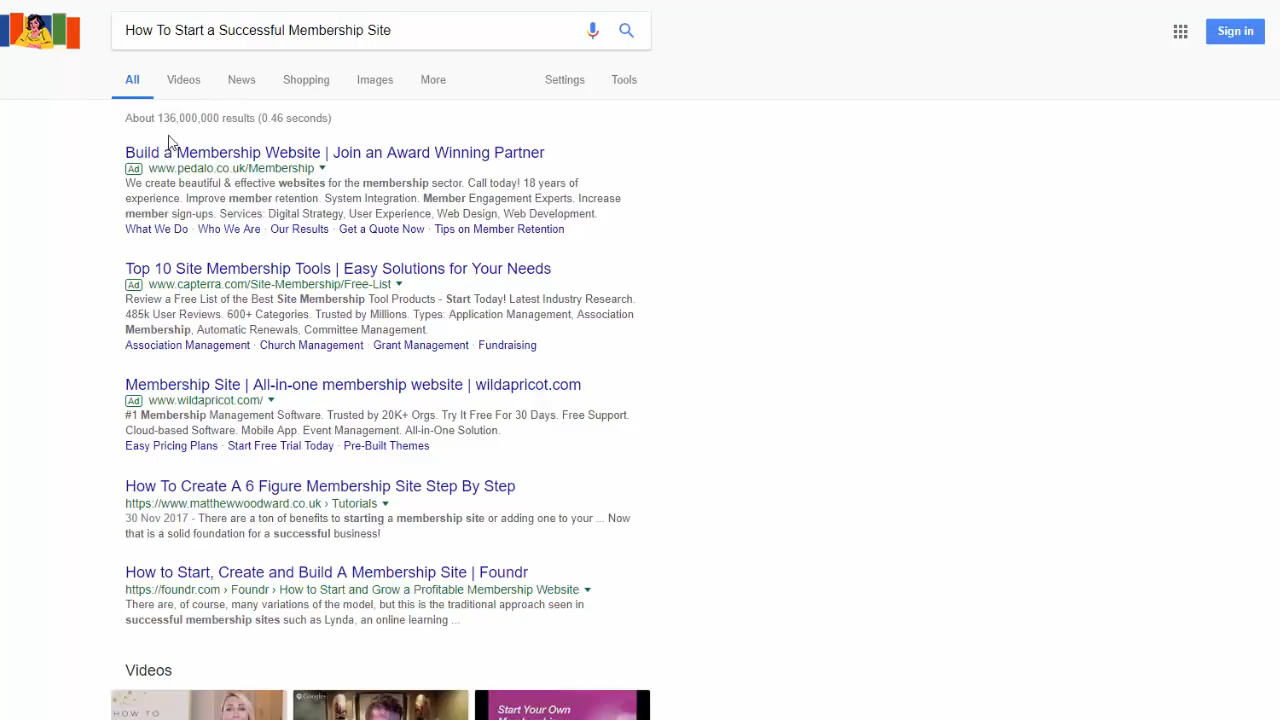 How To Start a Successful Membership Site
Sign in
All Videos News Shopping Images More Settings Tools
About 136,000,000 results (0.46 seconds)
Build a Membership Website | Join an Award Winning Partner
Ad www.pedalo.co.uk/Membership
We create beautiful & effective websites for the membership sector. Call today! 18 years of
experience. Improve member retention. System Integration. Member Engagement Experts. Increase
member sign-ups. Services: Digital Strategy, User Experience, Web Design, Web Development.
What We Do · Who We Are · Our Results · Get a Quote Now · Tips on Member Retention
Top 10 Site Membership Tools | Easy Solutions for Your Needs
Ad www.capterra.com/Site-Membership/Free-List
Review a Free List of the Best Site Membership Tool Products - Start Today! Latest Industry Research.
485k User Reviews. 600+ Categories. Trusted by Millions. Types: Application Management, Association
Membership, Automatic Renewals, Committee Management.
Association Management · Church Management · Grant Management · Fundraising
Membership Site | All-in-one membership website | wildapricot.com
Ad www.wildapricot.com/
#1 Membership Management Software. Trusted by 20K+ Orgs. Try It Free For 30 Days. Free Support.
Cloud-based Software. Mobile App. Event Management. All-in-One Solution.
Easy Pricing Plans · Start Free Trial Today · Pre-Built Themes
How To Create A 6 Figure Membership Site Step By Step
https://www.matthewwoodward.co.uk › Tutorials
30 Nov 2017 - There are a ton of benefits to starting a membership site or adding one to your ... Now
that is a solid foundation for a successful business!
How to Start, Create and Build A Membership Site | Foundr
https://foundr.com › Foundr › How to Start and Grow a Profitable Membership Website
There are, of course, many variations of the model, but this is the traditional approach seen in
successful membership sites such as Lynda, an online learning ...
Videos
HOW TO
Google+
Start Your Own